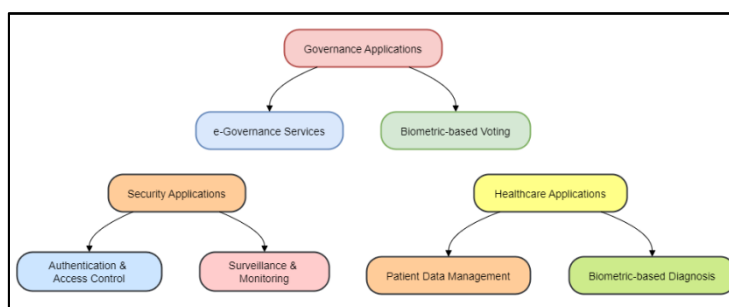 Governance Applications
e-Governance Services
Biometric-based Voting
Security Applications
Healthcare Applications
Authentication &
Access Control
Surveillance &
Monitoring
Patient Data Management
Biometric-based Diagnosis